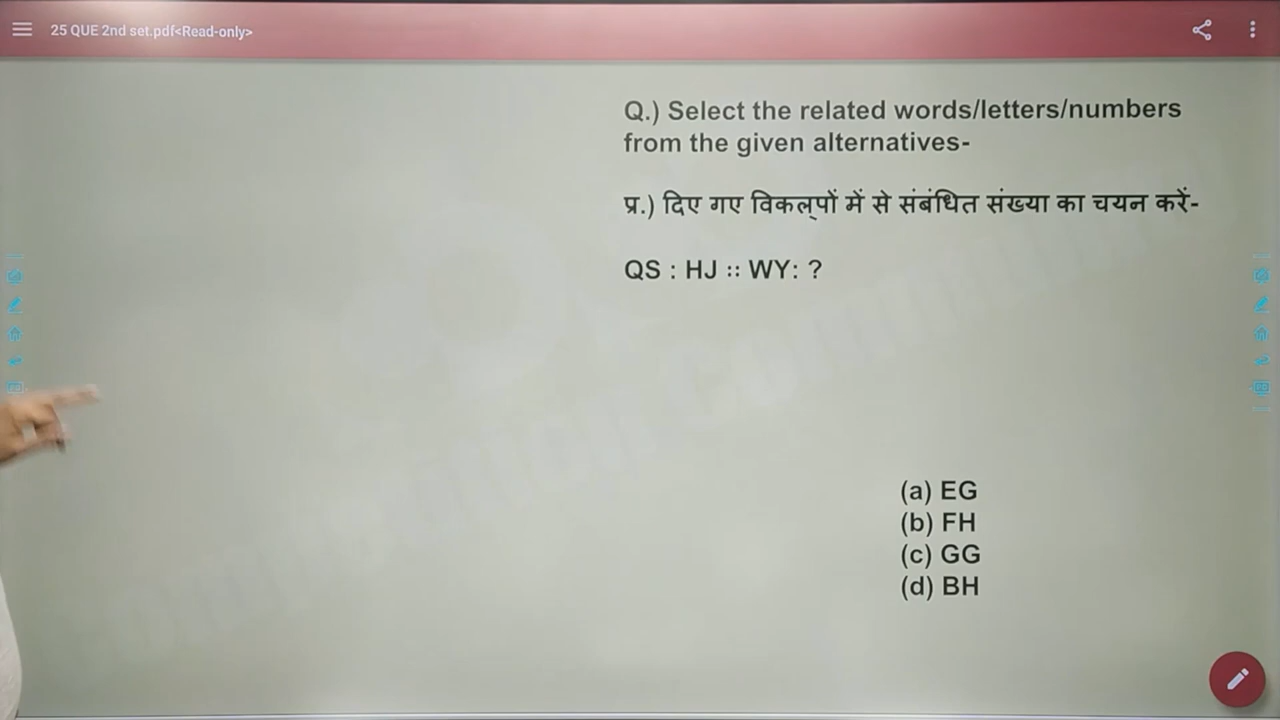 25 QUE 2nd set.pdf<Read-only>
Q.) Select the related words/letters/numbers
from the given alternatives-
प्र.) दिए गए विकल्पों में से संबंधित संख्या का चयन करें-
QS : HJ :: WY: ?
(a) EG
(b) FH
(c) GG
(d) BH